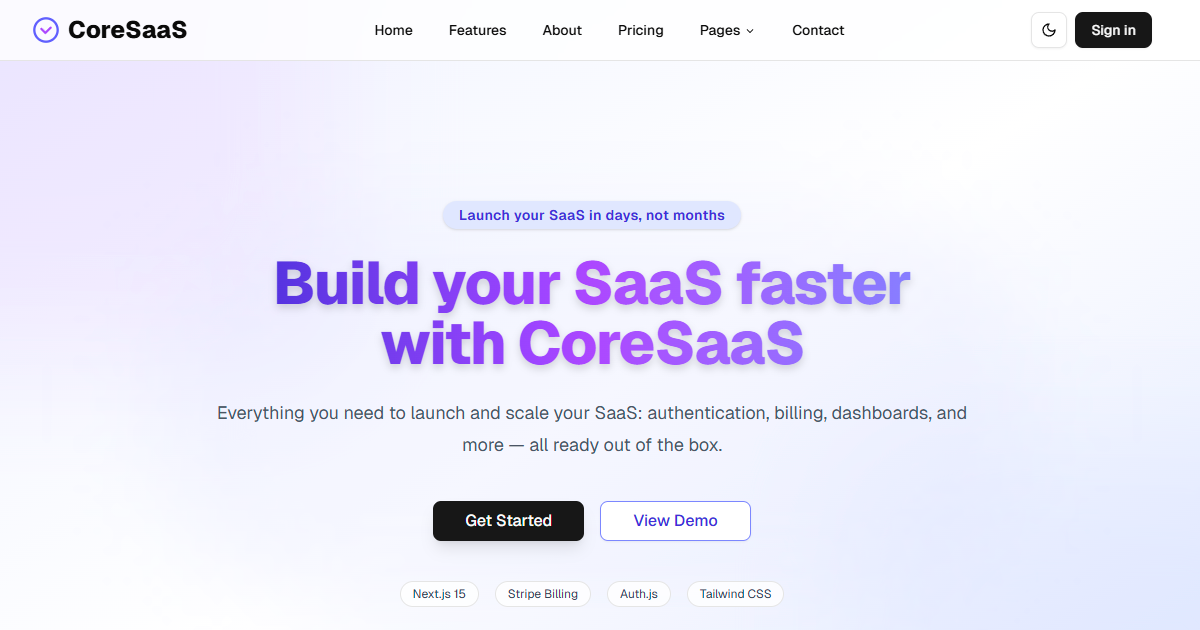 CoreSaaS
Home Features About Pricing Pages Contact
Sign in
Launch your SaaS in days, not months
Build your SaaS faster
with CoreSaaS
Everything you need to launch and scale your SaaS: authentication, billing, dashboards, and
more — all ready out of the box.
Get Started View Demo
Next.js 15 Stripe Billing Auth.js Tailwind CSS